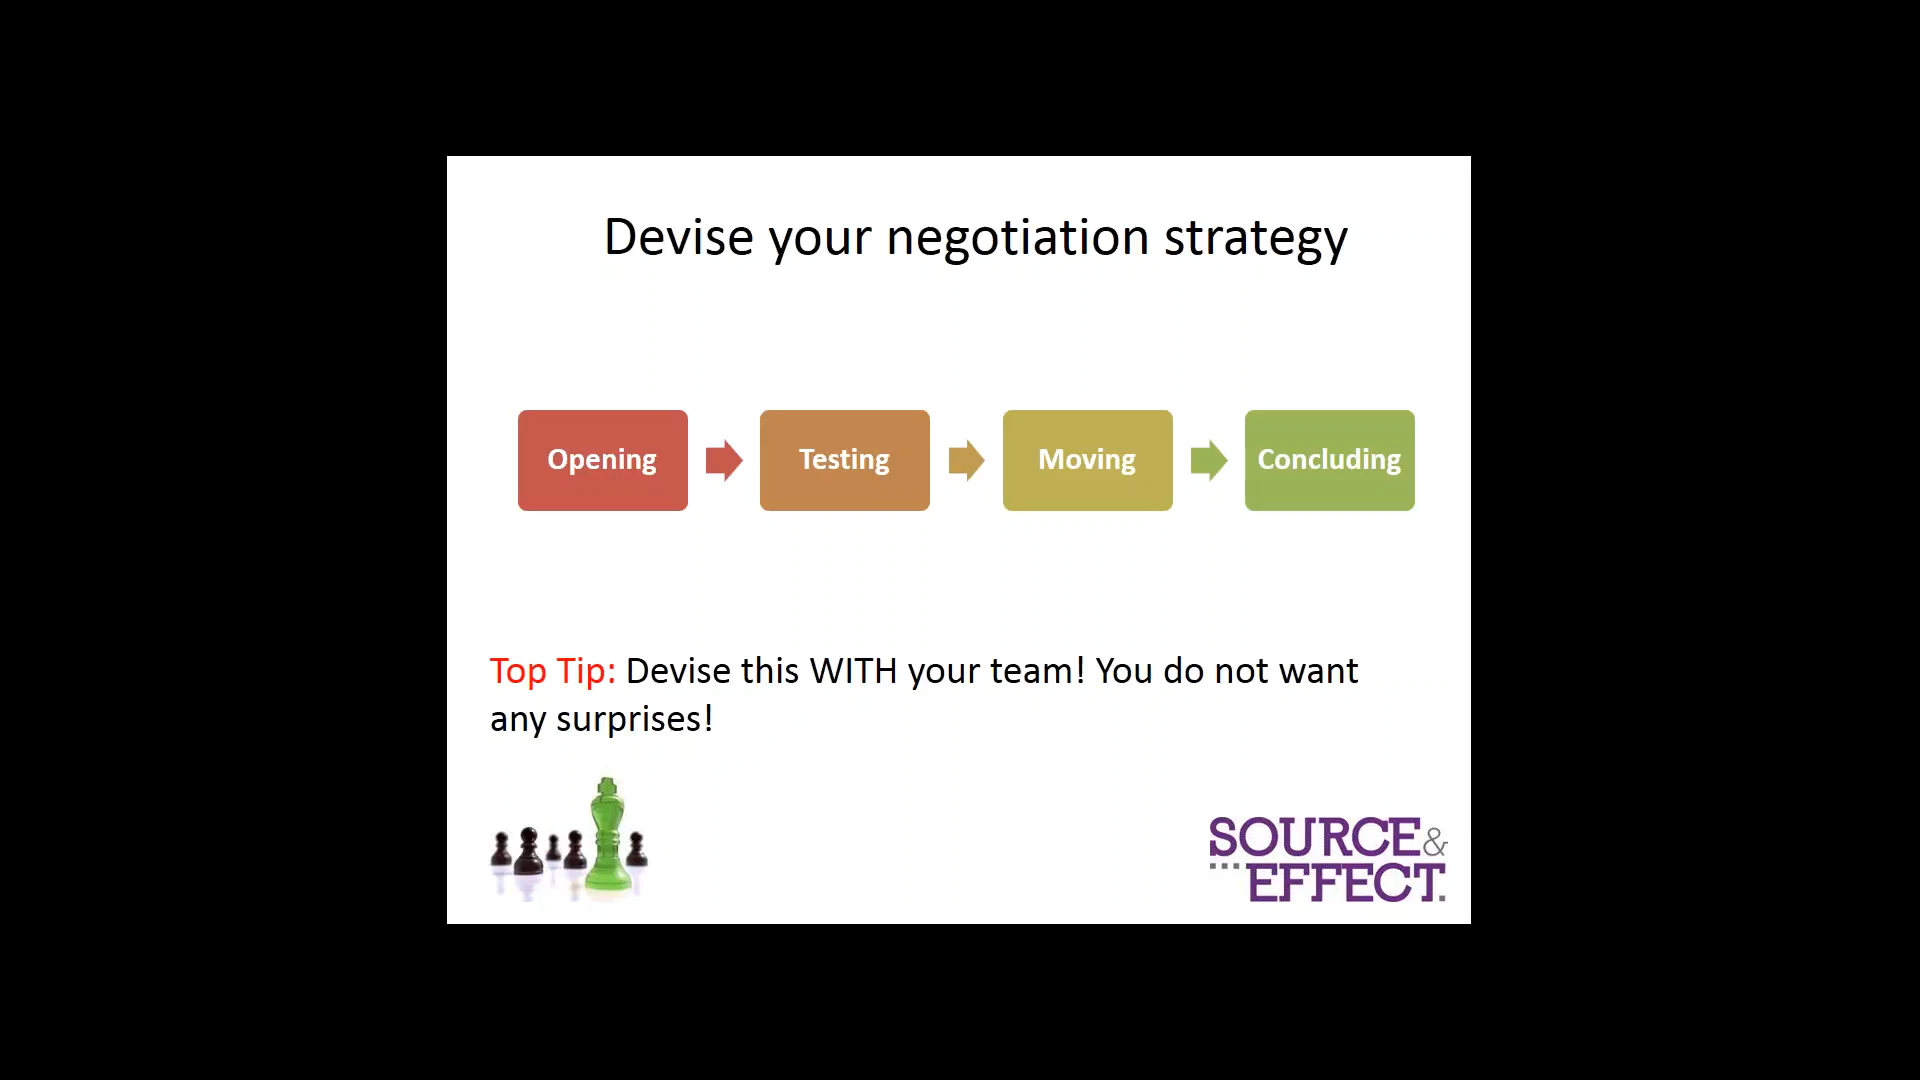 Devise your negotiation strategy
Opening
Testing
Moving
Concluding
Top Tip: Devise this WITH your team! You do not want
any surprises!
SOURCE&
EFFECT.